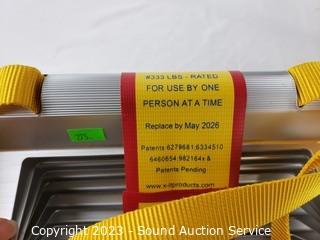 #333 LBS - RATED
FOR USE BY ONE
PERSON AT A TIME
Replace by May 2026
Patents 6279681;6334510
6460654;982164x &
Patents Pending
www.x-itproducts.com
Copyright 2023 - Sound Auction Service